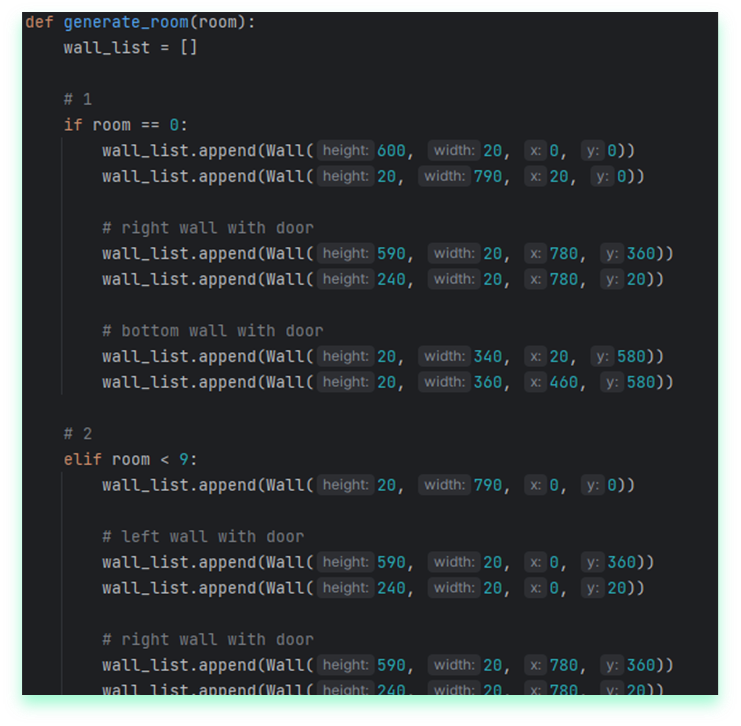 def generate_room(room):
wall_list = []
# 1
if room == 0:
wall_list.append(Wall( height: 600, width: 20, x: 0, y: 0))
wall_list.append(Wall( height: 20, width: 790, x: 20, y: 0))
# right wall with door
wall_list.append(Wall( height: 590, width: 20, x: 780, y: 360))
wall_list.append(Wall( height: 240, width: 20, x: 780, y: 20))
# bottom wall with door
wall_list.append(Wall( height: 20, width: 340, x: 20, y: 580))
wall_list.append(Wall( height: 20, width: 360, x: 460, y: 580))
# 2
elif room < 9:
wall_list.append(Wall( height: 20, width: 790, x: 0, y: 0))
# left wall with door
wall_list.append(Wall( height: 590, width: 20, x: 0, y: 360))
wall_list.append(Wall( height: 240, width: 20, x: 0, y: 20))
# right wall with door
wall_list.append(Wall( height: 590, width: 20, x: 780, y: 360))
wall_list.append(Wall( height: 240, width: 20, x: 780, y: 20))